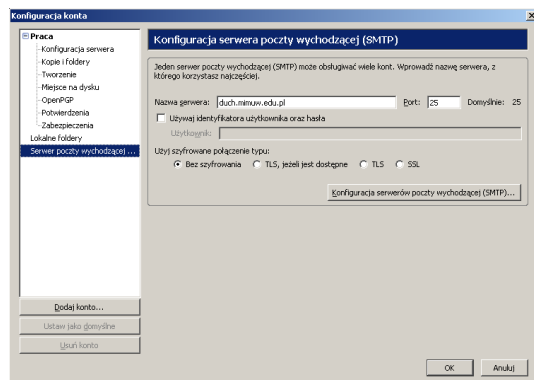 Konfiguracja konta
Praca
Konfiguracja serwera
Kopie i foldery
Tworzenie
Miejsce na dysku
OpenPGP
Potwierdzenia
Zabezpieczenia
Lokalne foldery
Serwer poczty wychodzącej ...
Dodaj konto...
Ustaw jako domyślne
Usuń konto
Konfiguracja serwera poczty wychodzącej (SMTP)
Jeden serwer poczty wychodzącej (SMTP) może obsługiwać wiele kont. Wprowadź nazwę serwera, z
którego korzystasz najczęściej.
Nazwa serwera: duch.mimuw.edu.pl Port: 25 Domyślnie: 25
Używaj identyfikatora użytkownika oraz hasła
Użytkownik:
Użyj szyfrowane połączenie typu:
Bez szyfrowania TLS, jeżeli jest dostępne TLS SSL
Konfiguracja serwerów poczty wychodzącej (SMTP)...
OK Anuluj